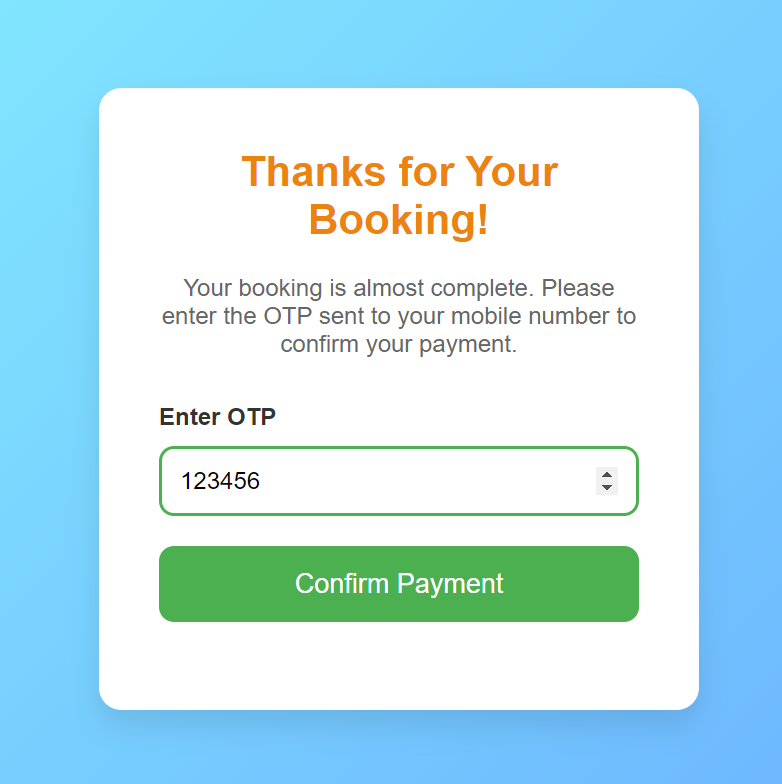 Thanks for Your
Booking!
Your booking is almost complete. Please
enter the OTP sent to your mobile number to
confirm your payment.
Enter OTP
123456
Confirm Payment